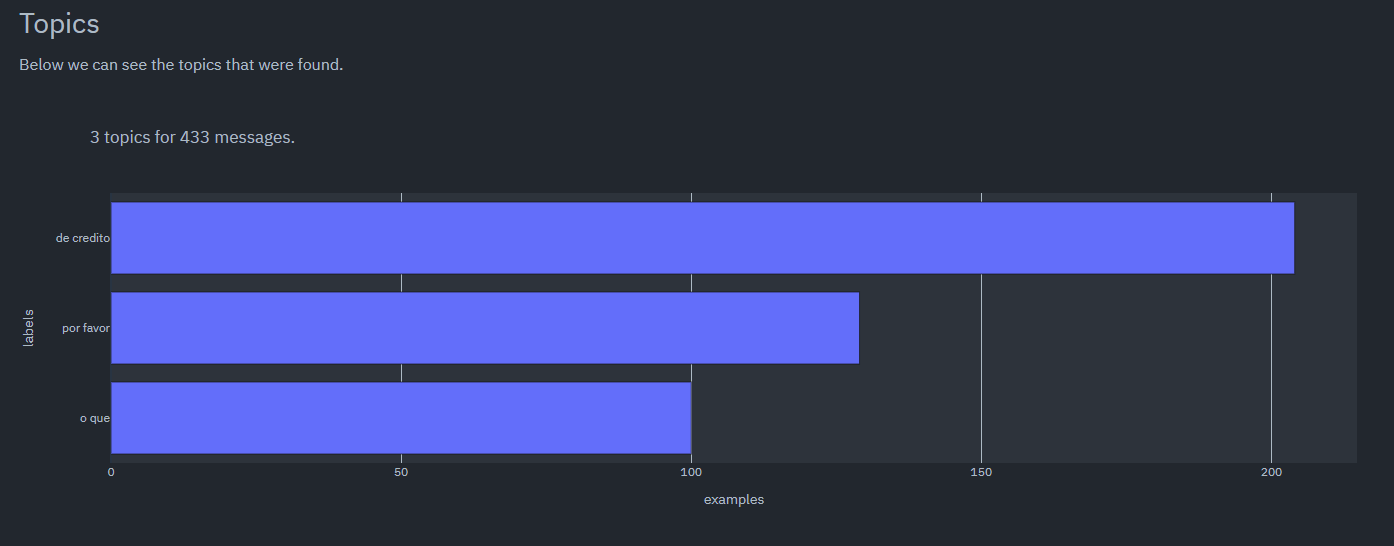 Topics
Below we can see the topics that were found.
3 topics for 433 messages.
de credito
por favor
o que
labels
0 50 100 150 200
examples